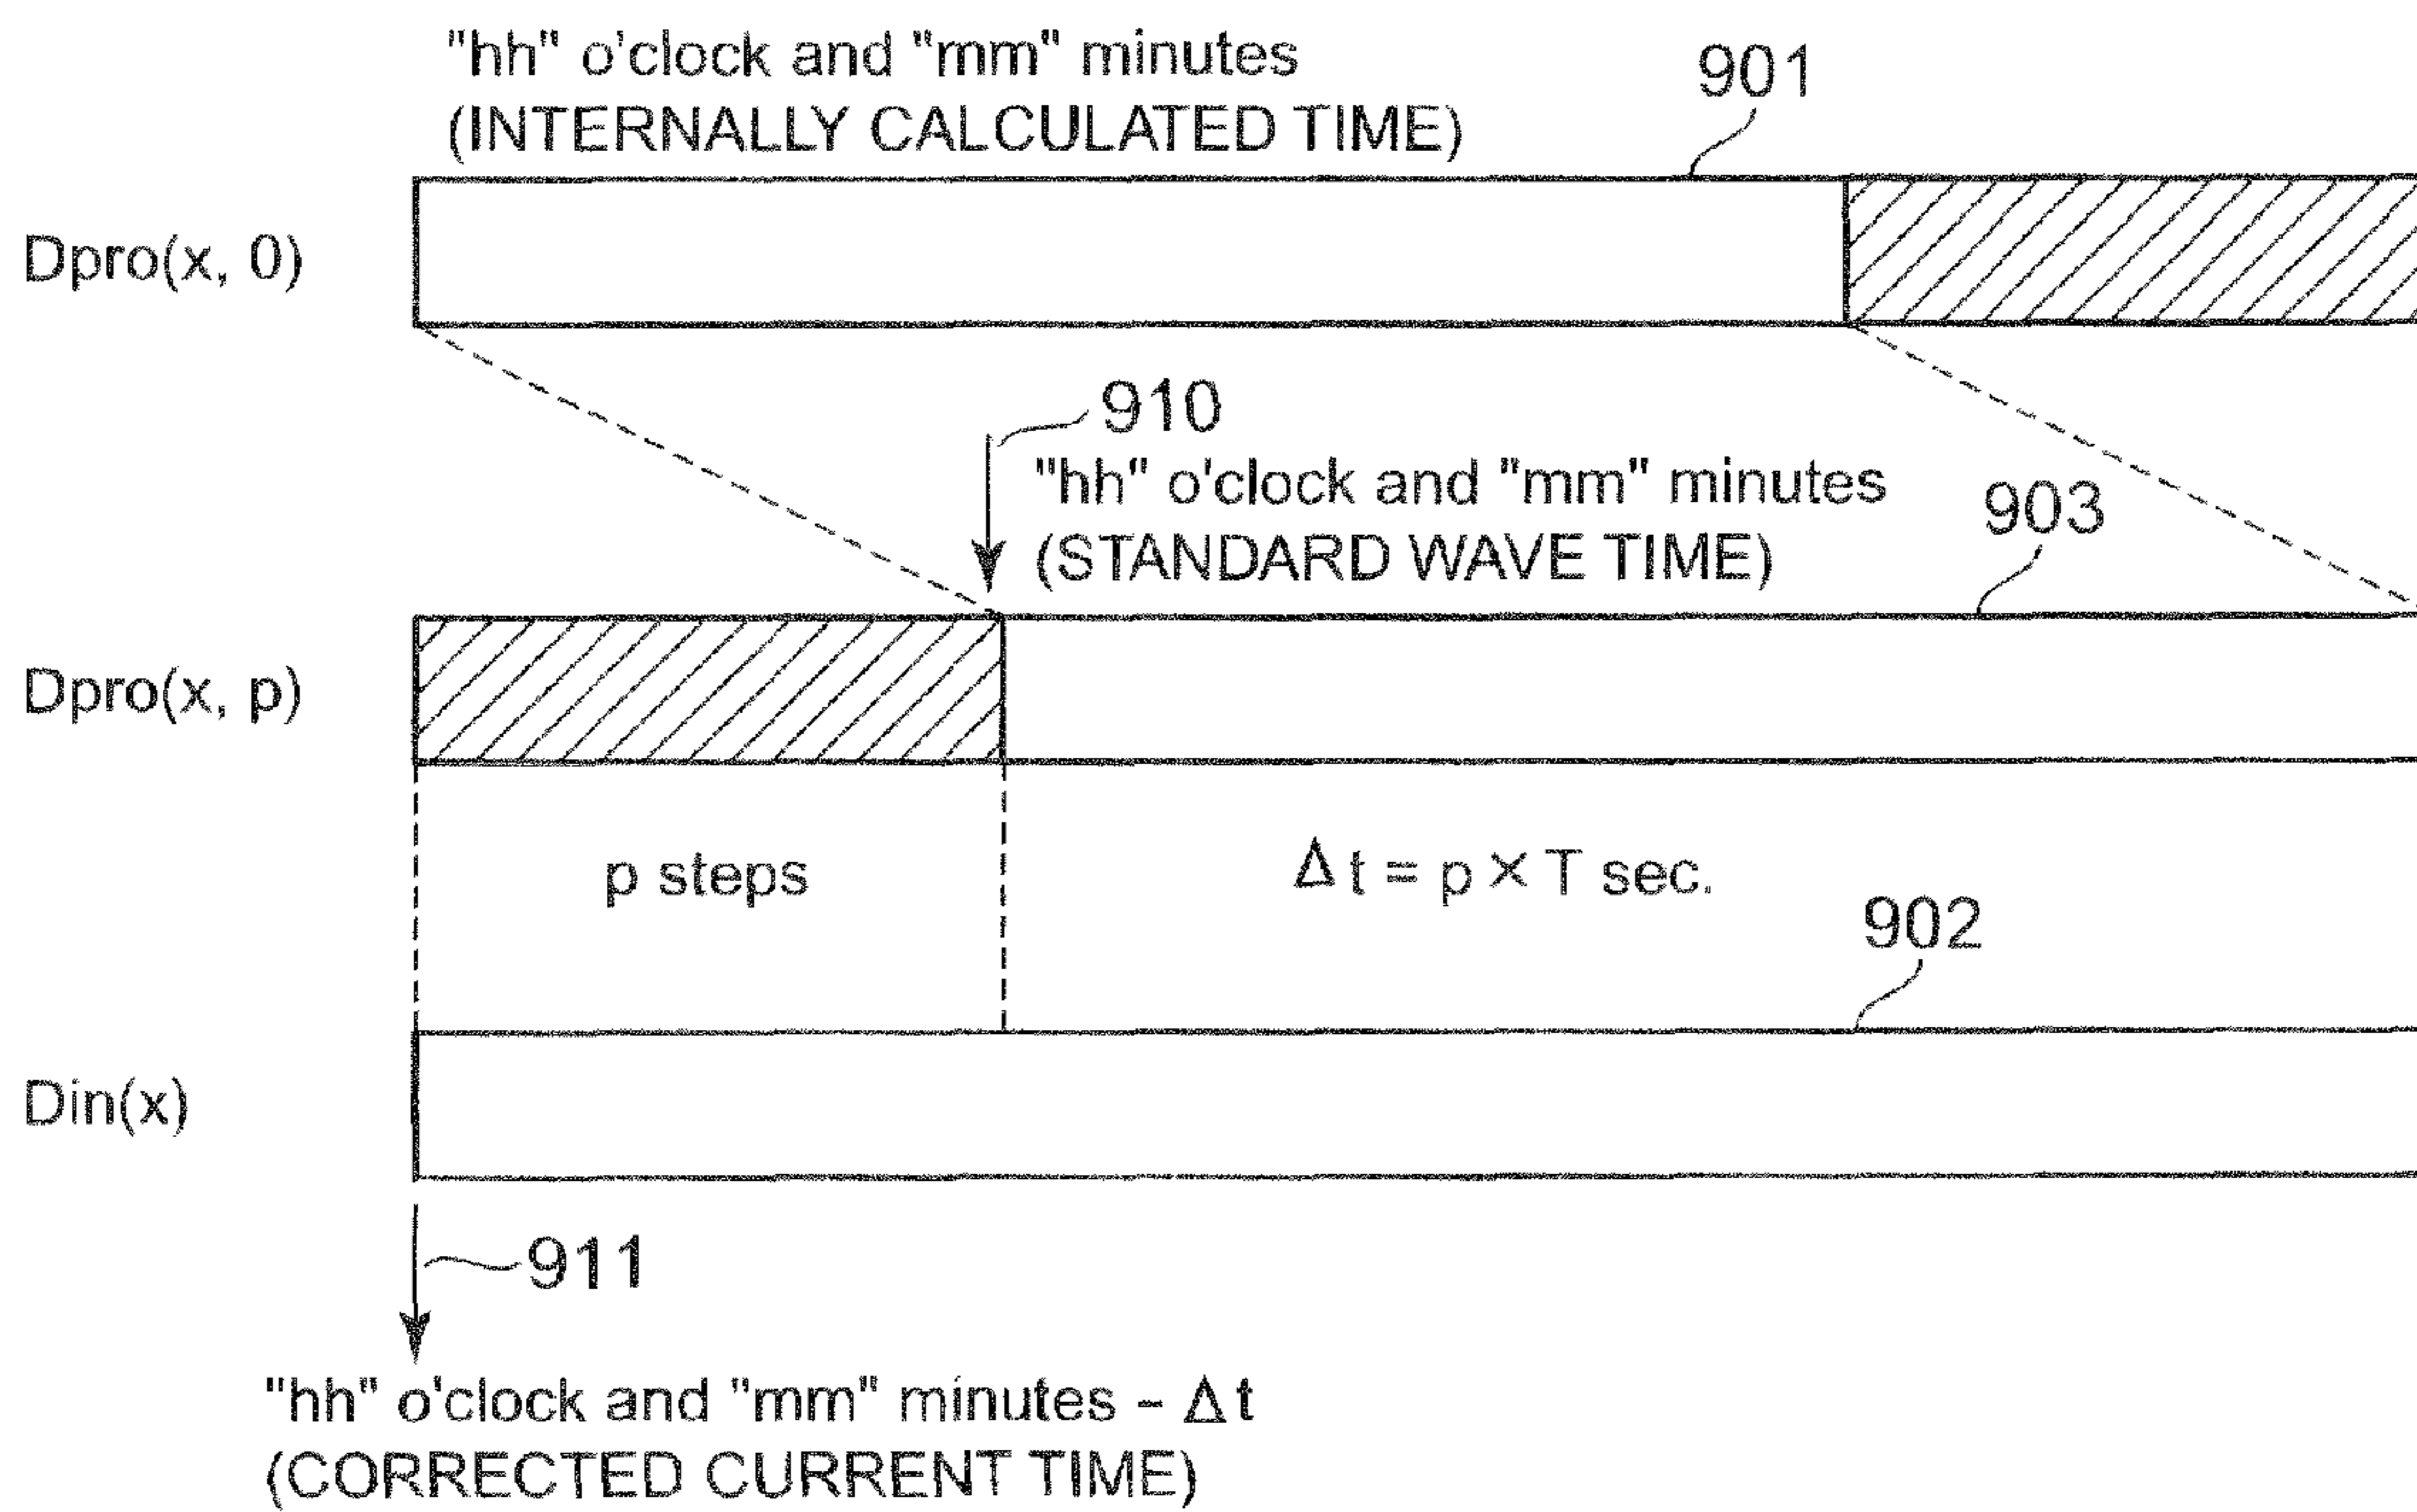 "hh" o'clock and "mm" minutes
(INTERNALLY CALCULATED TIME)
901
Dpro(x, 0)
910
"hh" o'clock and "mm" minutes
(STANDARD WAVE TIME)
903
Dpro(x, p)
p steps
Δt = p × T sec.
902
Din(x)
911
"hh" o'clock and "mm" minutes - Δt
(CORRECTED CURRENT TIME)